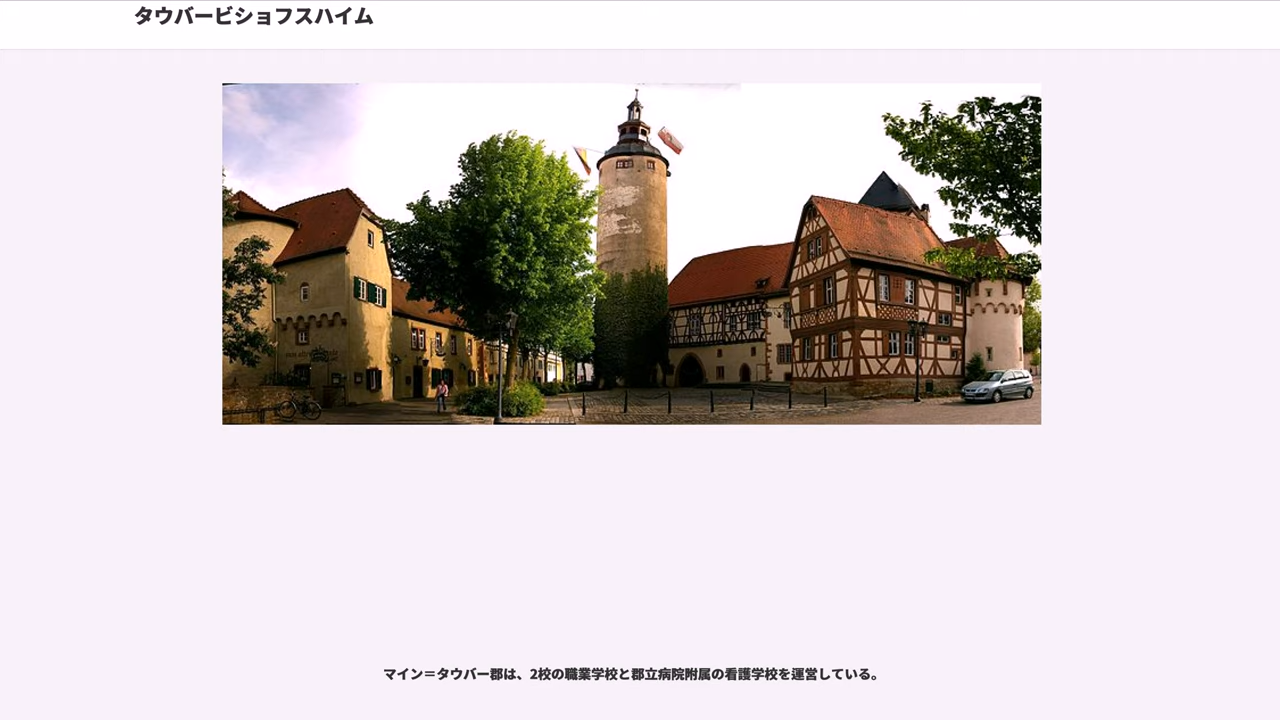 タウバービショフスハイム
マイン＝タウバー郡は、2校の職業学校と郡立病院附属の看護学校を運営している。